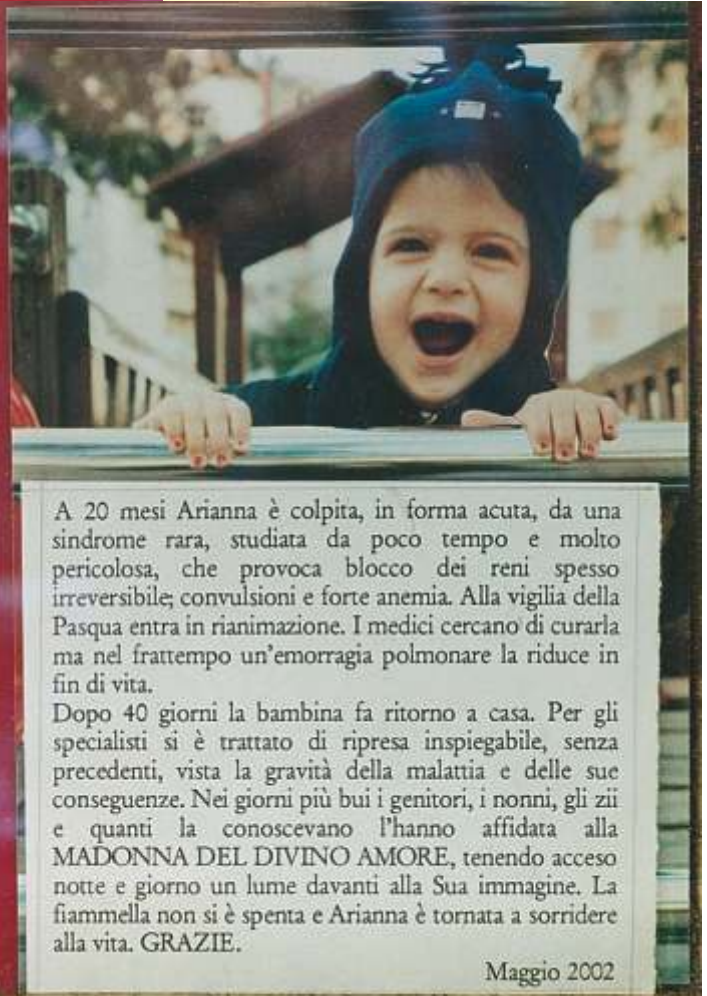 A 20 mesi Arianna è colpita, in forma acuta, da una
sindrome rara, studiata da poco tempo e molto
pericolosa, che provoca blocco dei reni spesso
irreversibile; convulsioni e forte anemia. Alla vigilia della
Pasqua entra in rianimazione. I medici cercano di curarla
ma nel frattempo un'emorragia polmonare la riduce in
fin di vita.
Dopo 40 giorni la bambina fa ritorno a casa. Per gli
specialisti si è trattato di ripresa inspiegabile, senza
precedenti, vista la gravità della malattia e delle sue
conseguenze. Nei giorni più bui i genitori, i nonni, gli zii
e quanti la conoscevano l'hanno affidata alla
MADONNA DEL DIVINO AMORE, tenendo acceso
notte e giorno un lume davanti alla Sua immagine. La
fiammella non si è spenta e Arianna è tornata a sorridere
alla vita. GRAZIE.
Maggio 2002